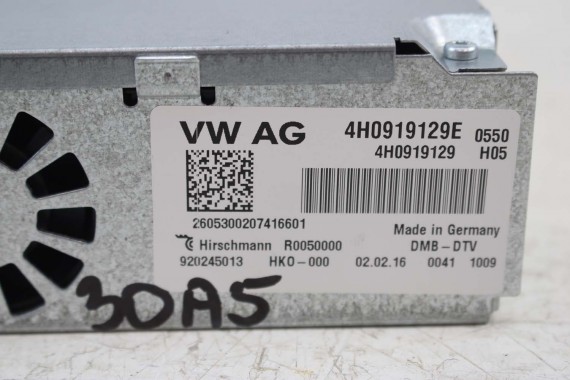 VW AG 4H0919129E 0550
4H0919129 H05
2605300207416601
Made in Germany
Hirschmann R0050000 DMB-DTV
920245013 HK0-000 02.02.16 0041 1009
30A5